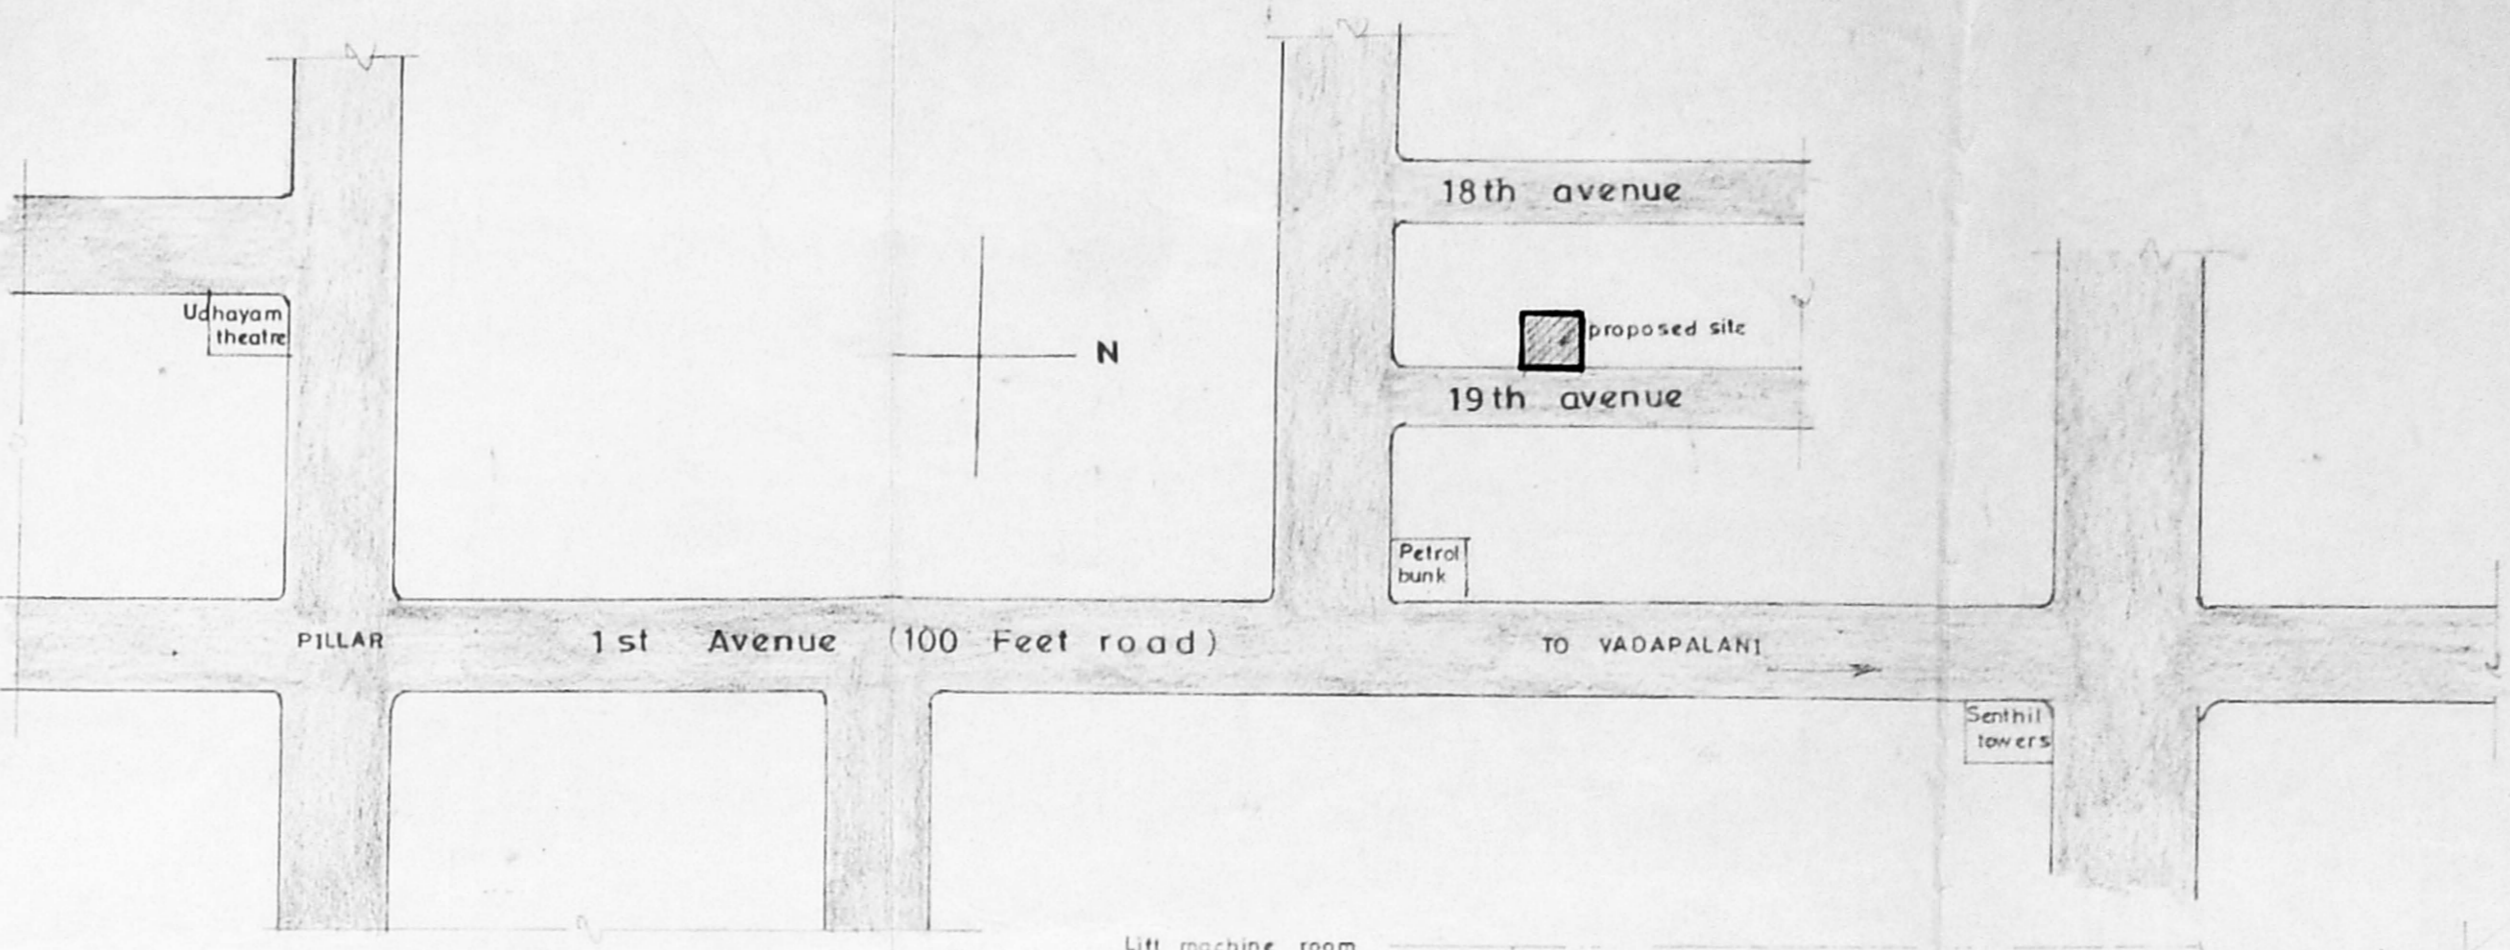 18th avenue
Udhayam
theatre
proposed site
N
19th avenue
Petrol
bunk
PILLAR
1st Avenue (100 Feet road)
TO VADAPALANI
Senthil
towers
Lift machine room